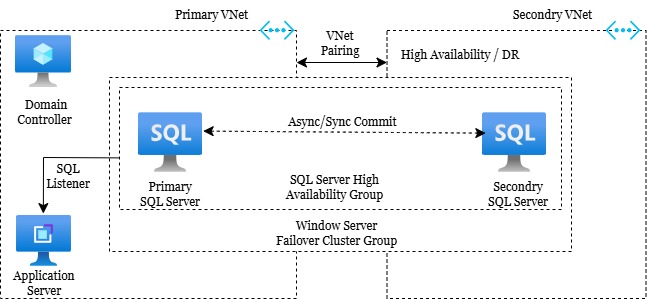 Primary VNet
Secondry VNet
VNet
Pairing
High Availability / DR
Domain
Controller
SQL
Async/Sync Commit
SQL
SQL
Listener
Primary
SQL Server
SQL Server High
Availability Group
Secondry
SQL Server
Window Server
Failover Cluster Group
Application
Server